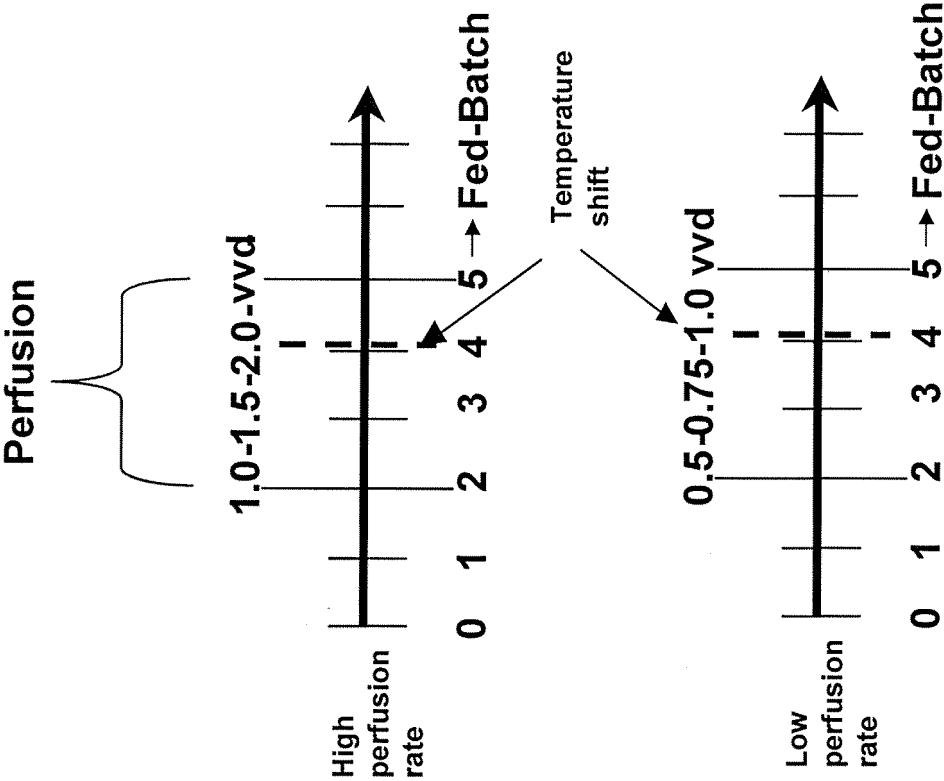 Perfusion
1.0-1.5-2.0-vvd
High
perfusion
rate
0 1 2 3 4 5 → Fed-Batch
Temperature
shift
0.5-0.75-1.0 vvd
Low
perfusion
rate
0 1 2 3 4 5 → Fed-Batch